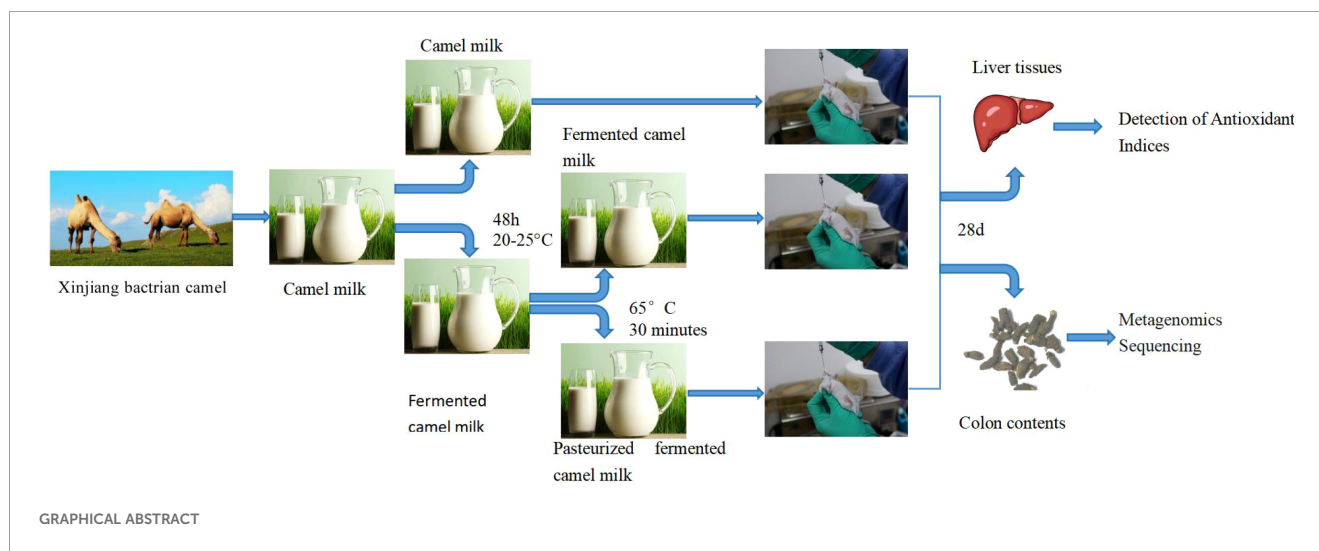 Camel milk
Liver tissues
Detection of Antioxidant
Indices
Fermented camel
milk
48h
20-25°C
28d
Xinjiang bactrian camel
Camel milk
65° C
30 minutes
Metagenomics
Sequencing
Fermented
camel milk
Colon contents
Pasteurized fermented
camel milk
GRAPHICAL ABSTRACT